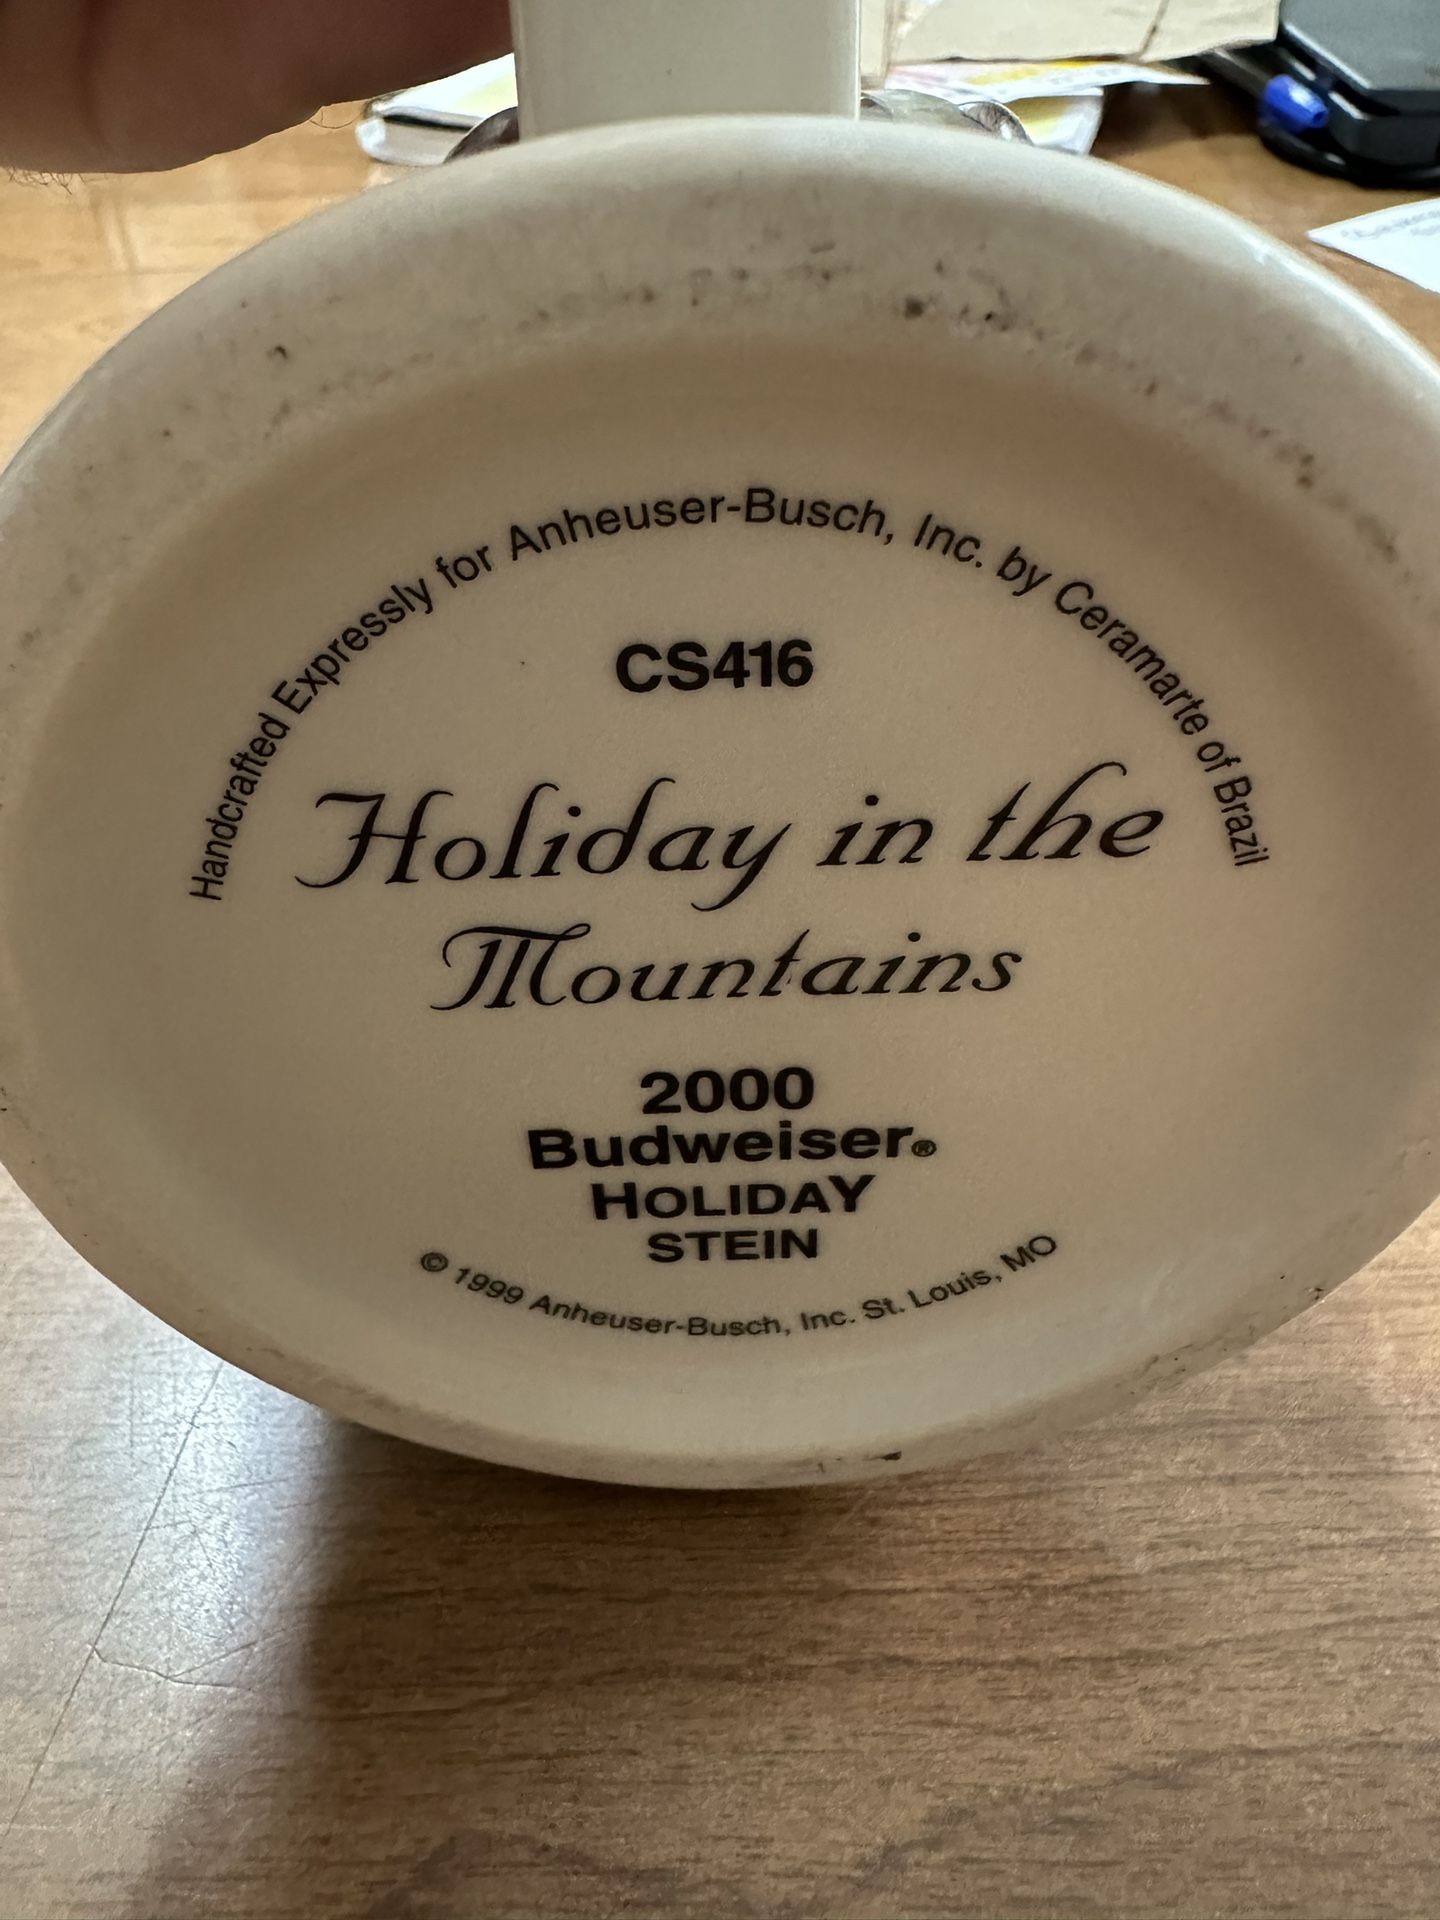 Handcrafted Expressly for Anheuser-Busch, Inc. by Ceramarte of Brazil
CS416
Holiday in the
Mountains
2000
Budweiser®
HOLIDAY
STEIN
© 1999 Anheuser-Busch, Inc. St. Louis, MO